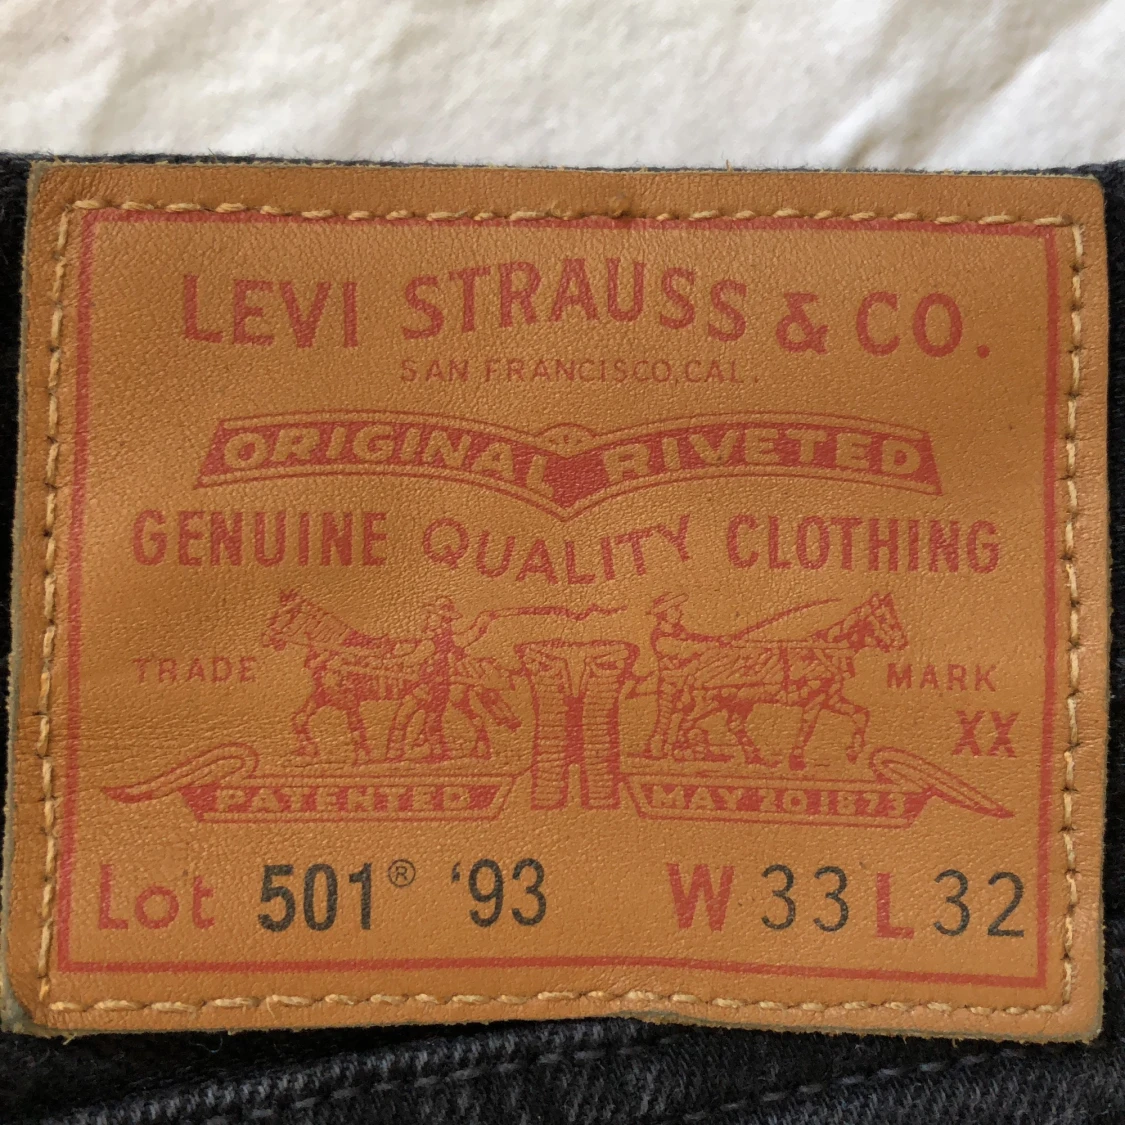 LEVI STRAUSS & CO.
SAN FRANCISCO, CAL.
ORIGINAL RIVETED
GENUINE QUALITY CLOTHING
TRADE MARK
XX
PATENTED MAY 20 1873
Lot 501® ‘93 W 33 L 32